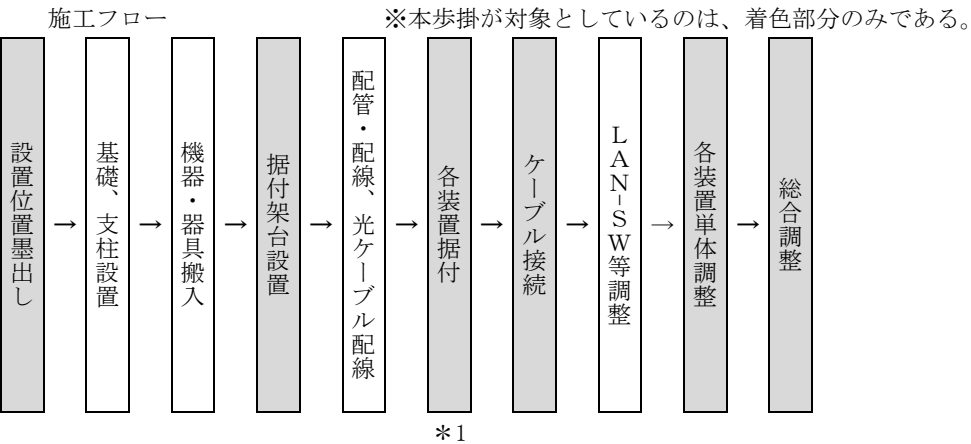 施工フロー
※本歩掛が対象としているのは、着色部分のみである。
設置位置墨出し
→
基礎、支柱設置
→
機器・器具搬入
→
据付架台設置
→
配管・配線、光ケーブル配線
→
各装置据付
→
ケーブル接続
→
LAN-SW等調整
→
各装置単体調整
→
総合調整
*1